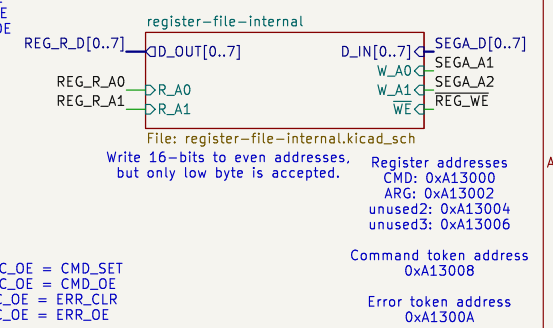 E
E
OE
register-file-internal
REG_R_D[0..7]
D_OUT[0..7]
D_IN[0..7]
SEGA_D[0..7]
W_A0
SEGA_A1
REG_R_A0
R_A0
W_A1
SEGA_A2
REG_R_A1
R_A1
WE
REG_WE
File: register-file-internal.kicad_sch
Write 16-bits to even addresses,
but only low byte is accepted.
Register addresses
CMD: 0xA13000
ARG: 0xA13002
unused2: 0xA13004
unused3: 0xA13006
A
Command token address
0xA13008
C_OE = CMD_SET
C_OE = CMD_OE
C_OE = ERR_CLR
C_OE = ERR_OE
Error token address
0xA1300A